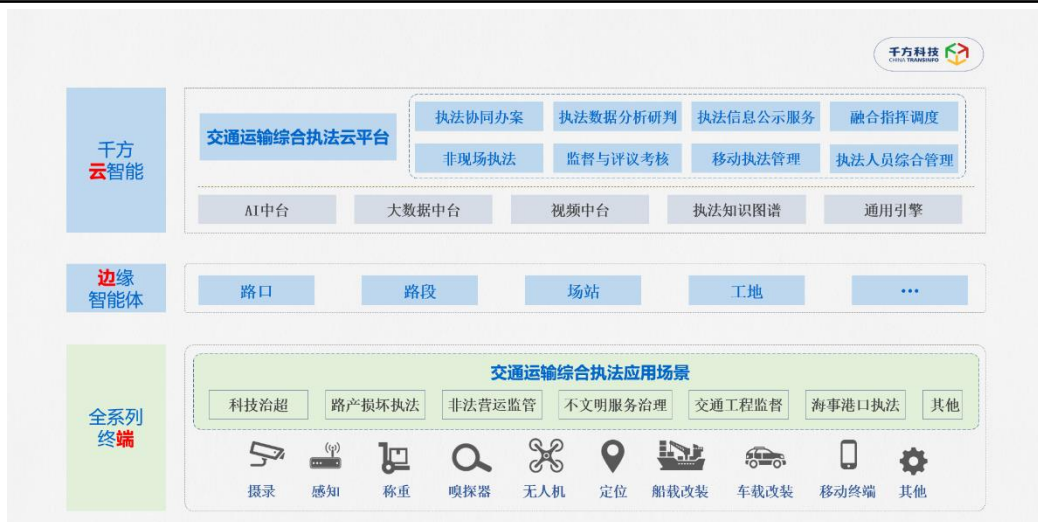 千方科技
CHINA TRANSINFO
千方
云智能
交通运输综合执法云平台
执法协同办案 执法数据分析研判 执法信息公示服务 融合指挥调度
非现场执法 监督与评议考核 移动执法管理 执法人员综合管理
AI中台 大数据中台 视频中台 执法知识图谱 通用引擎
边缘
智能体
路口 路段 场站 工地 ...
全系列
终端
交通运输综合执法应用场景
科技治超 路产损坏执法 非法营运监管 不文明服务治理 交通工程监督 海事港口执法 其他
摄录 感知 称重 嗅探器 无人机 定位 船载改装 车载改装 移动终端 其他